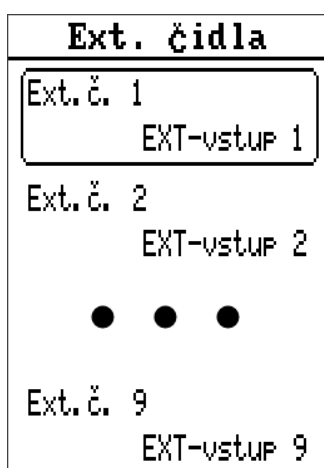 Ext. čidla
Ext.č. 1
EXT-vstup 1
Ext.č. 2
EXT-vstup 2
● ● ●
Ext.č. 9
EXT-vstup 9